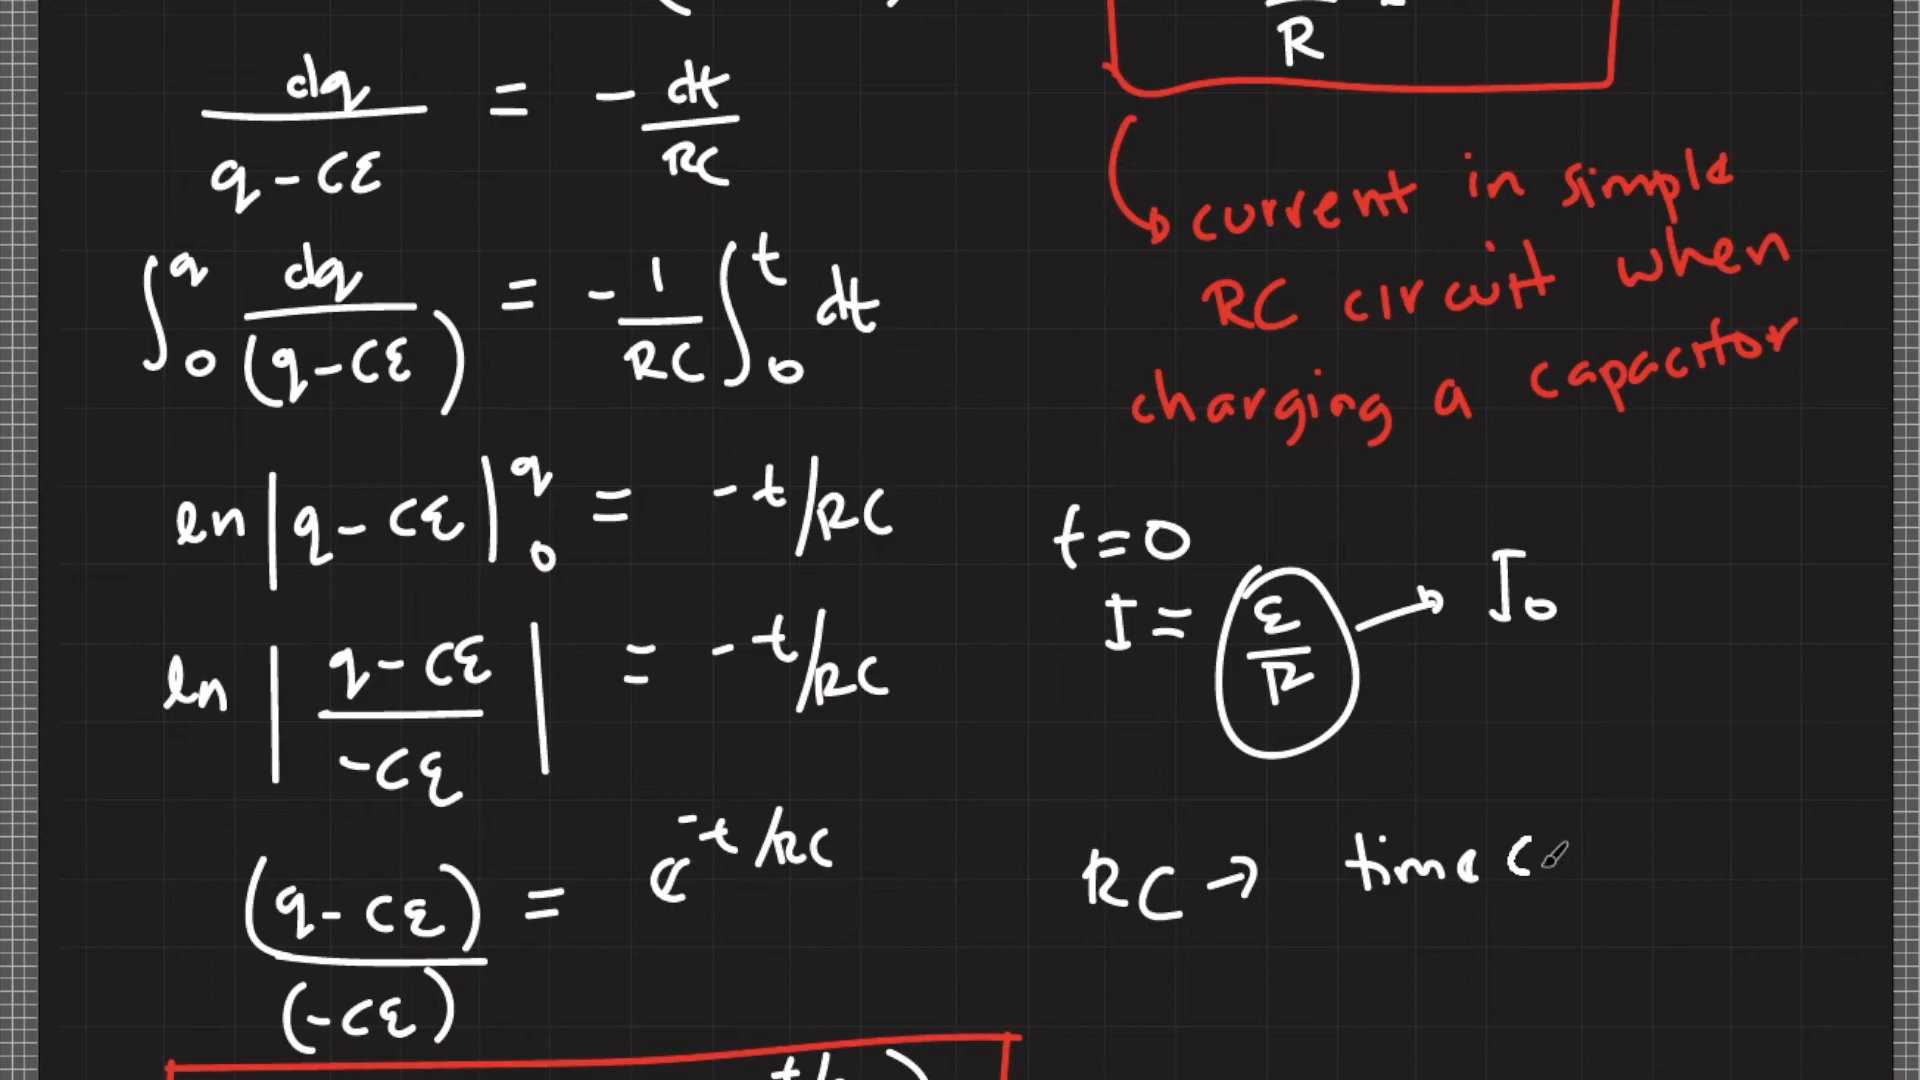 dq / (q - Cε) = - dt / RC
∫₀^q dq / (q - Cε) = - 1/RC ∫₀^t dt
ln |q - Cε|₀^q = -t/RC
ln | (q - Cε) / -Cε | = -t/RC
(q - Cε) / (-Cε) = e^(-t/RC)
R
current in simple
RC circuit when
charging a capacitor
t = 0
I = ε/R → I₀
RC → time c